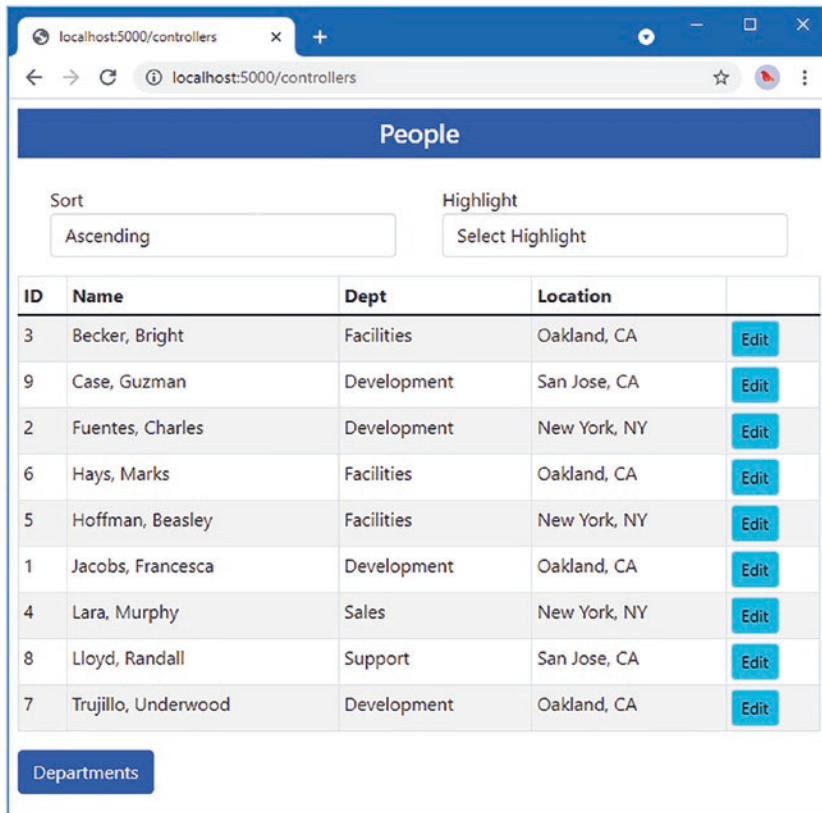 localhost:5000/controllers
localhost:5000/controllers
People
Sort Highlight
Ascending Select Highlight
ID Name Dept Location
3 Becker, Bright Facilities Oakland, CA Edit
9 Case, Guzman Development San Jose, CA Edit
2 Fuentes, Charles Development New York, NY Edit
6 Hays, Marks Facilities Oakland, CA Edit
5 Hoffman, Beasley Facilities New York, NY Edit
1 Jacobs, Francesca Development Oakland, CA Edit
4 Lara, Murphy Sales New York, NY Edit
8 Lloyd, Randall Support San Jose, CA Edit
7 Trujillo, Underwood Development Oakland, CA Edit
Departments